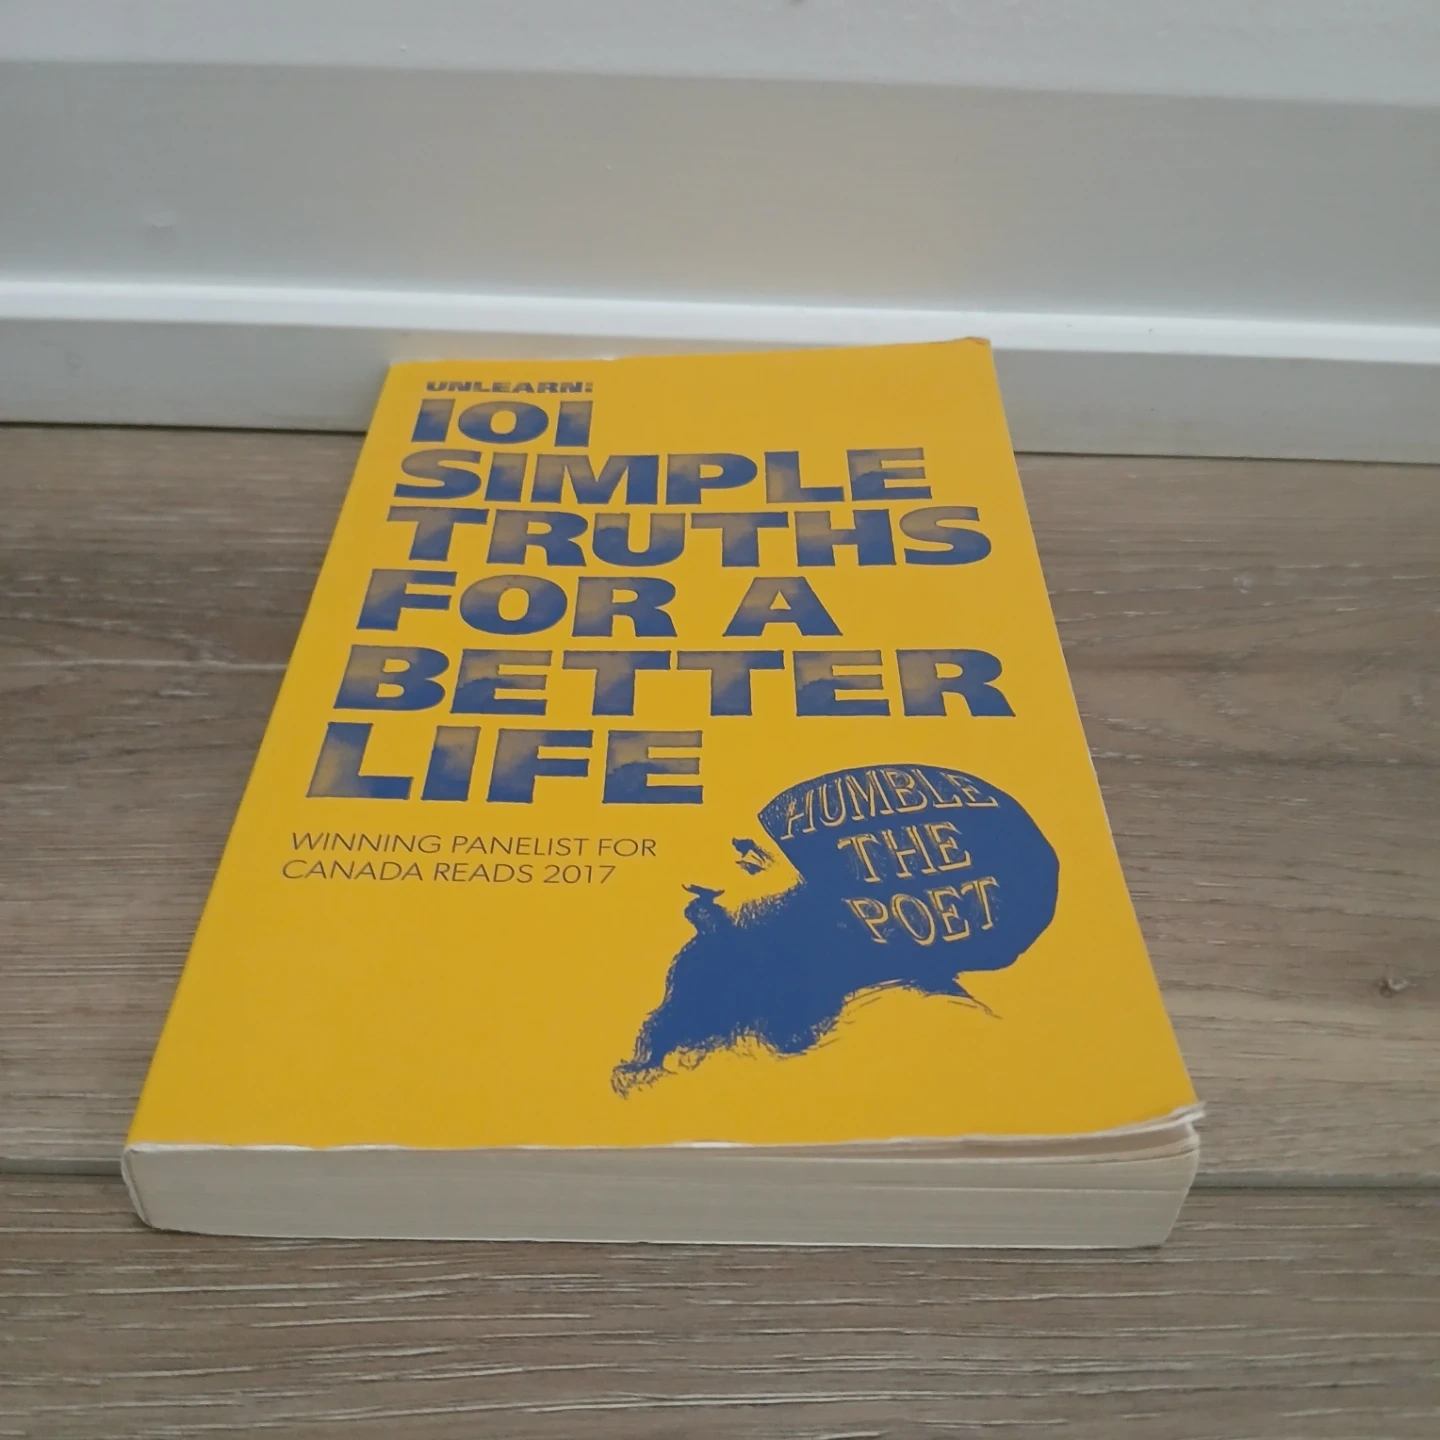 UNLEARN:
101
SIMPLE
TRUTHS
FOR A
BETTER
LIFE
WINNING PANELIST FOR
CANADA READS 2017
HUMBLE
THE
POET